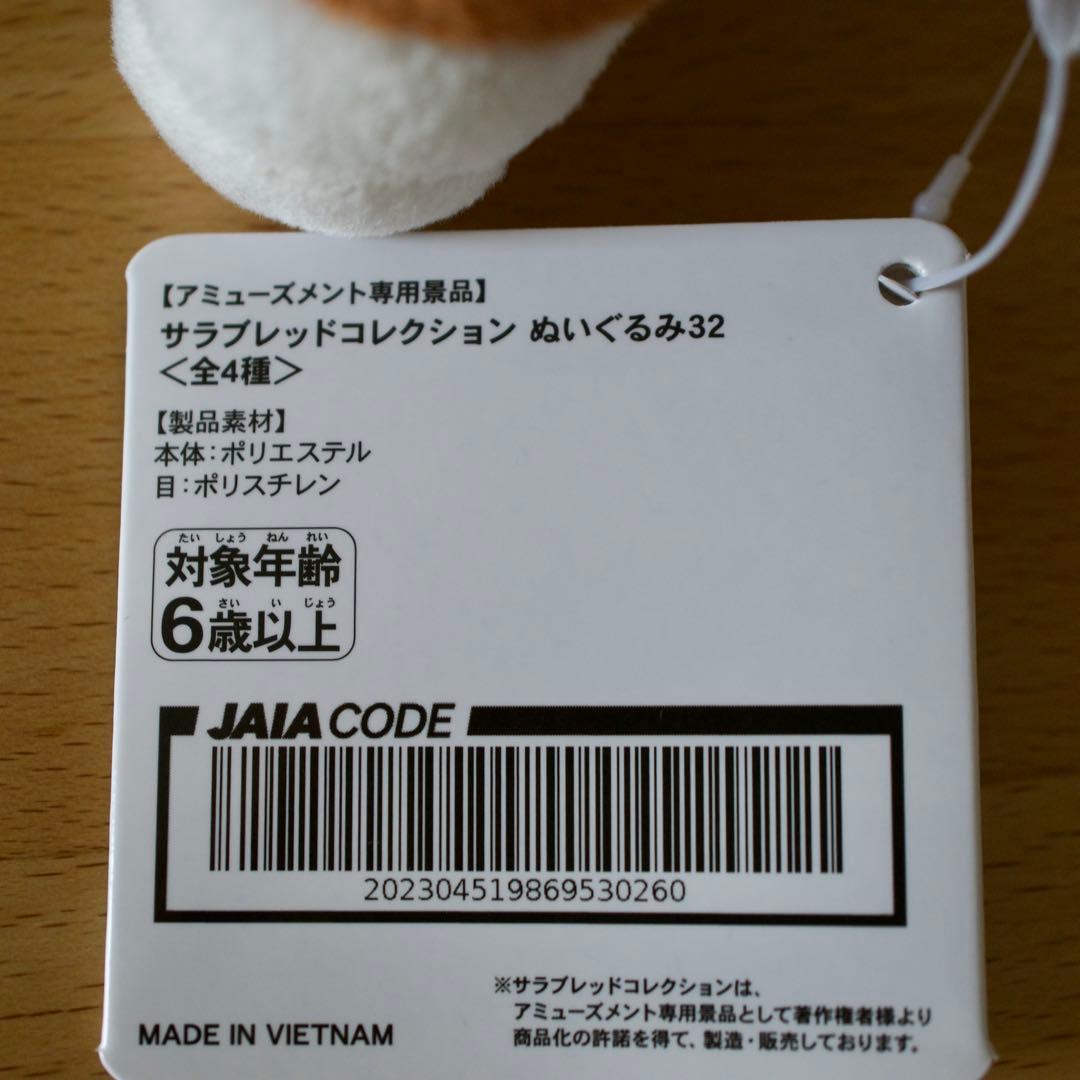 【アミューズメント専用景品】
サラブレッドコレクション ぬいぐるみ32
＜全4種＞
【製品素材】
本体：ポリエステル
目：ポリスチレン
たい しょう ねん れい
対象年齢
さい い じょう
6歳以上
JAIA CODE
202304519869530260
※サラブレッドコレクションは、
アミューズメント専用景品として著作権者様より
商品化の許諾を得て、製造・販売しております。
MADE IN VIETNAM